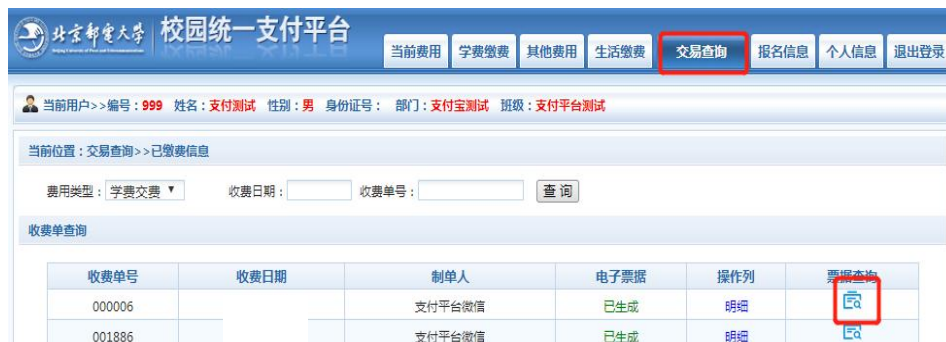 北京邮电大学 校园统一支付平台
当前费用 学费缴费 其他费用 生活缴费 交易查询 报名信息 个人信息 退出登录
当前用户>>编号：999 姓名：支付测试 性别：男 身份证号： 部门：支付宝测试 班级：支付平台测试
当前位置：交易查询>>已缴费信息
费用类型： 学费交费 ▼ 收费日期： 收费单号： 查 询
收费单查询
收费单号 收费日期 制单人 电子票据 操作列 票据查询
000006 支付平台微信 已生成 明细
001886 支付平台微信 已生成 明细